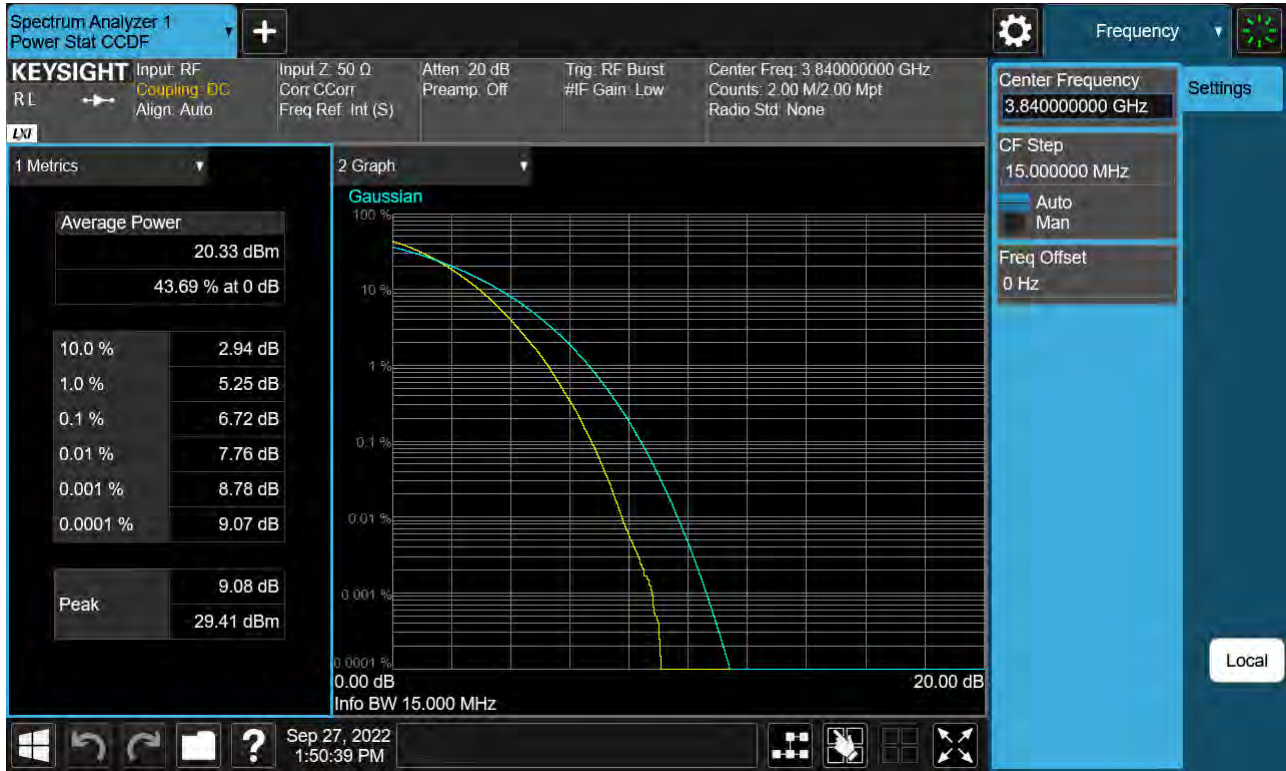 Spectrum Analyzer 1
Power Stat CCDF
Frequency
KEYSIGHT
RL
LXI
Input: RF
Coupling: DC
Align: Auto
Input Z: 50 Ω
Corr CCorr
Freq Ref: Int (S)
Atten: 20 dB
Preamp: Off
Trig: RF Burst
#IF Gain: Low
Center Freq: 3.840000000 GHz
Counts: 2.00 M/2.00 Mpt
Radio Std: None
Center Frequency
3.840000000 GHz
Settings
CF Step
15.000000 MHz
Auto
Man
Freq Offset
0 Hz
1 Metrics
Average Power
20.33 dBm
43.69 % at 0 dB
10.0 % 2.94 dB
1.0 % 5.25 dB
0.1 % 6.72 dB
0.01 % 7.76 dB
0.001 % 8.78 dB
0.0001 % 9.07 dB
Peak
9.08 dB
29.41 dBm
2 Graph
Gaussian
100 %
10 %
1 %
0.1 %
0.01 %
0.001 %
0.0001 %
0.00 dB 20.00 dB
Info BW 15.000 MHz
Local
?
Sep 27, 2022
1:50:39 PM